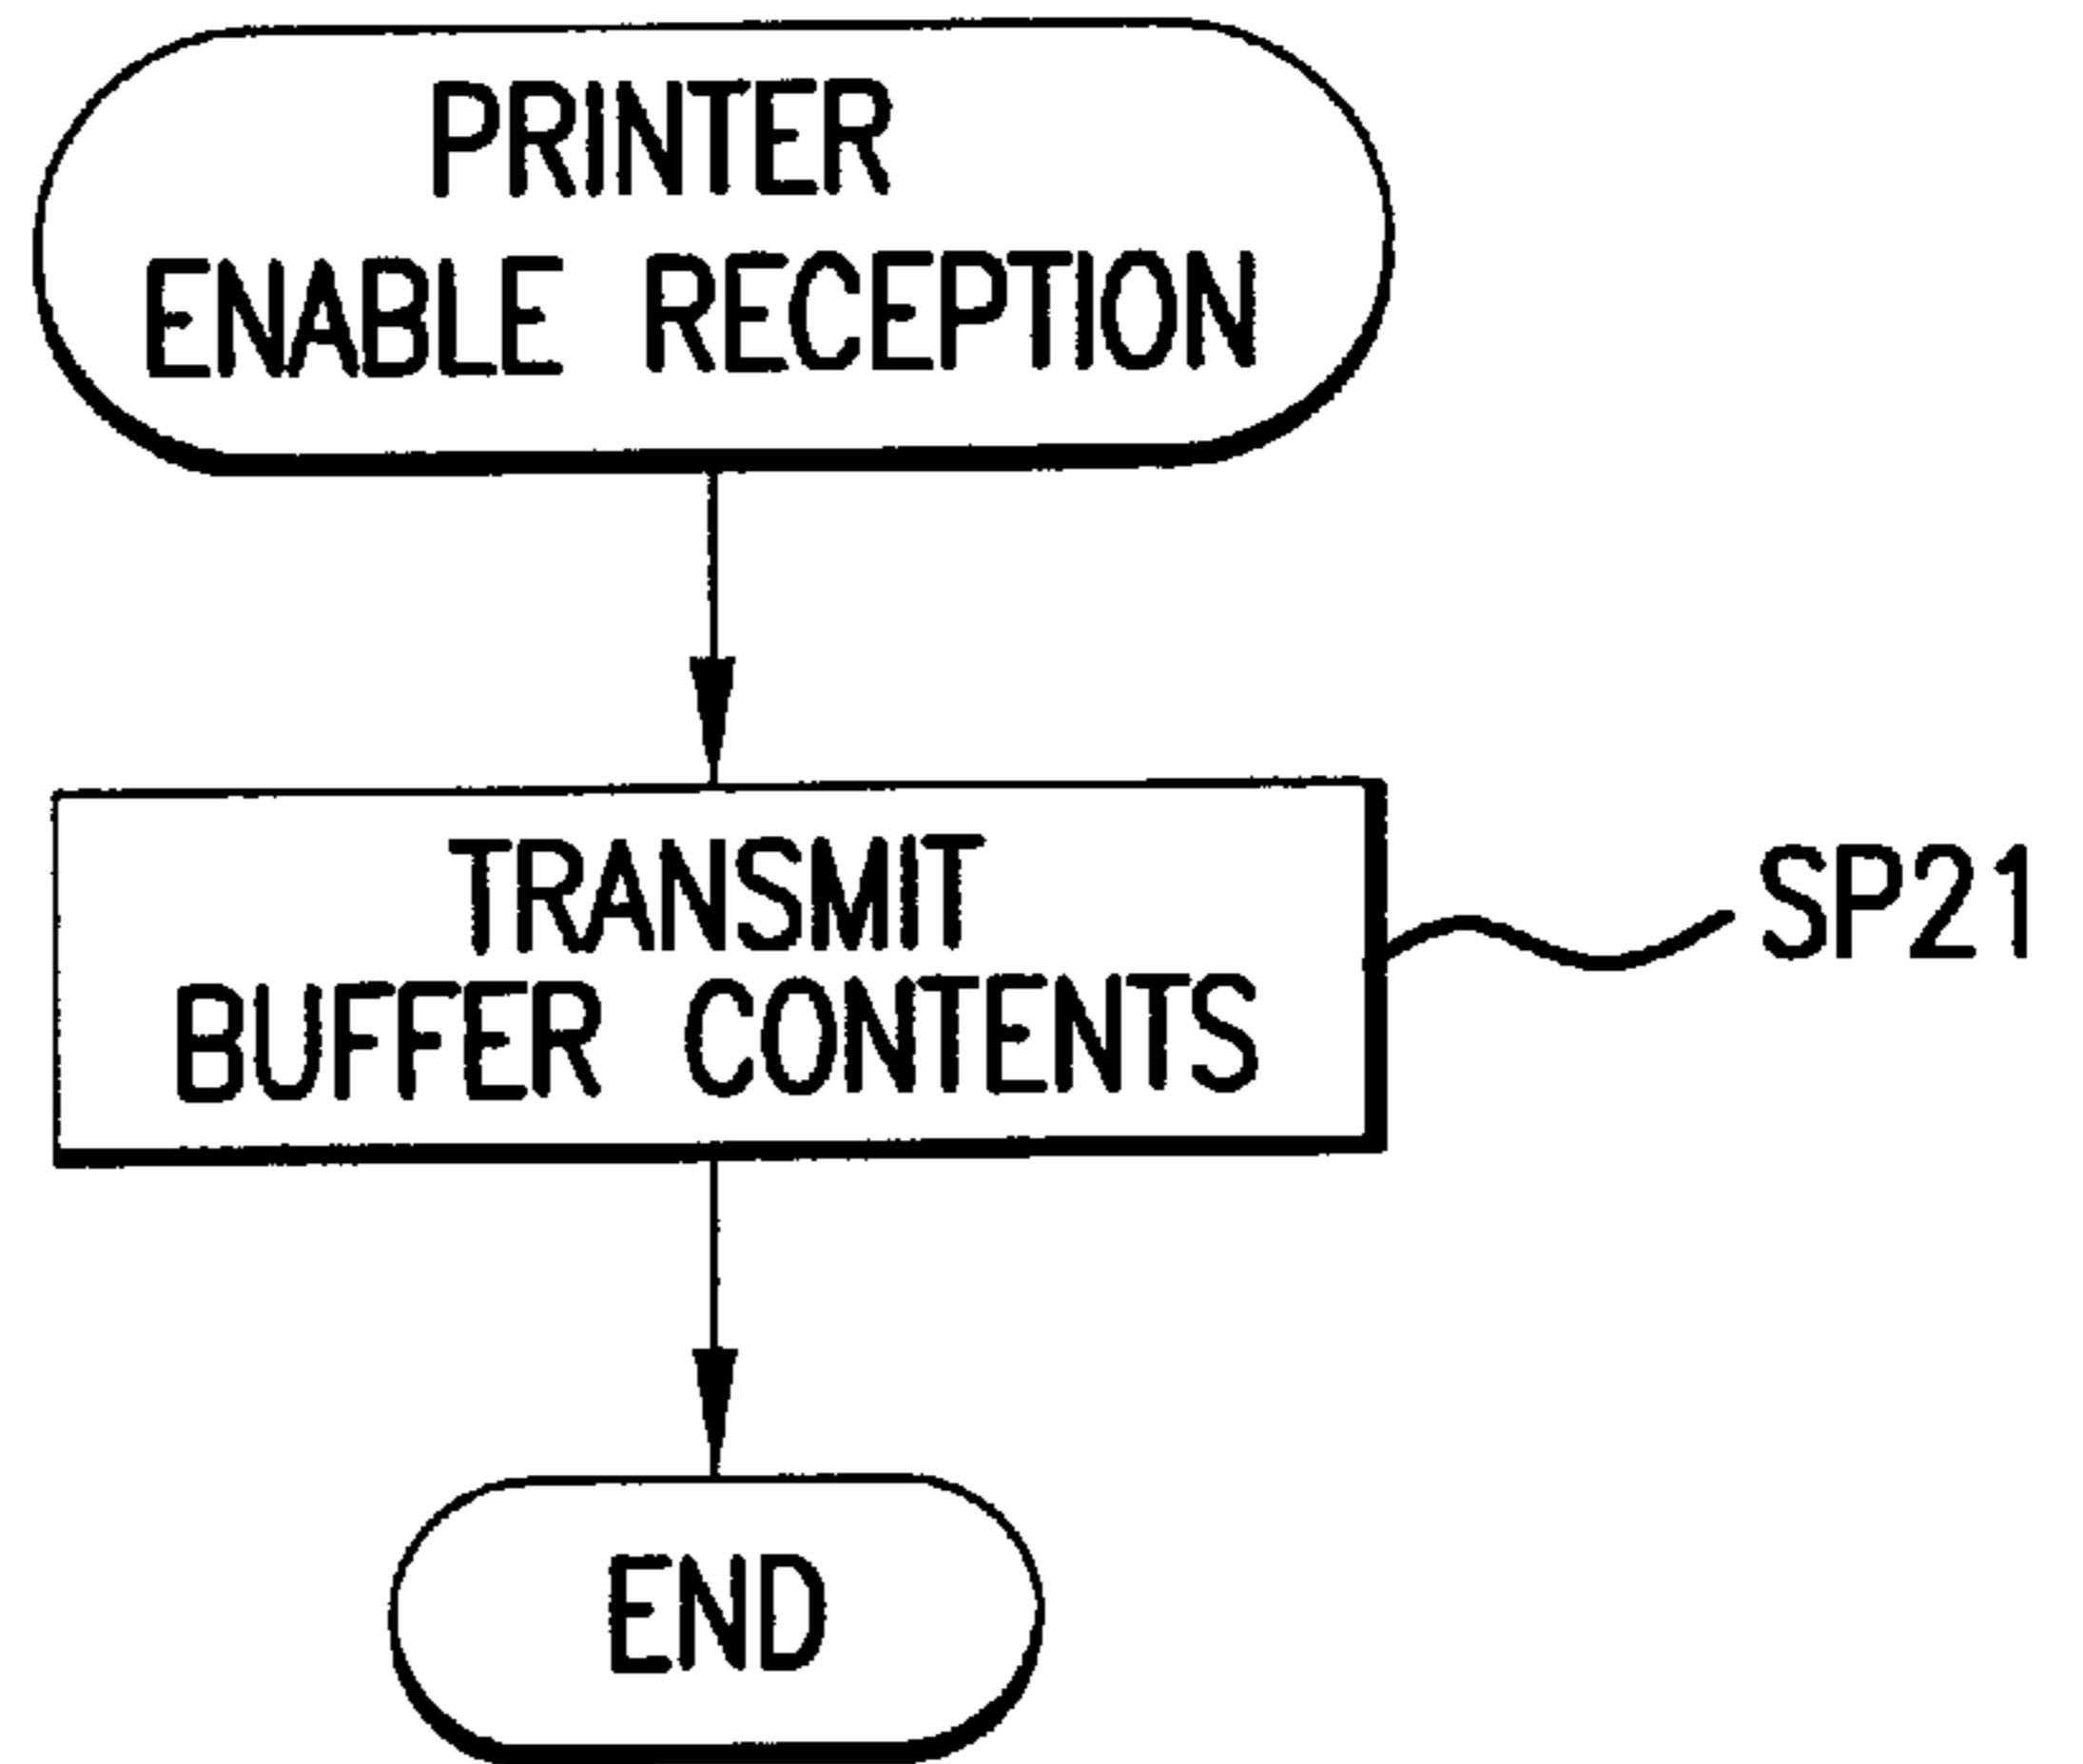 PRINTER
ENABLE RECEPTION
TRANSMIT
BUFFER CONTENTS
SP21
END